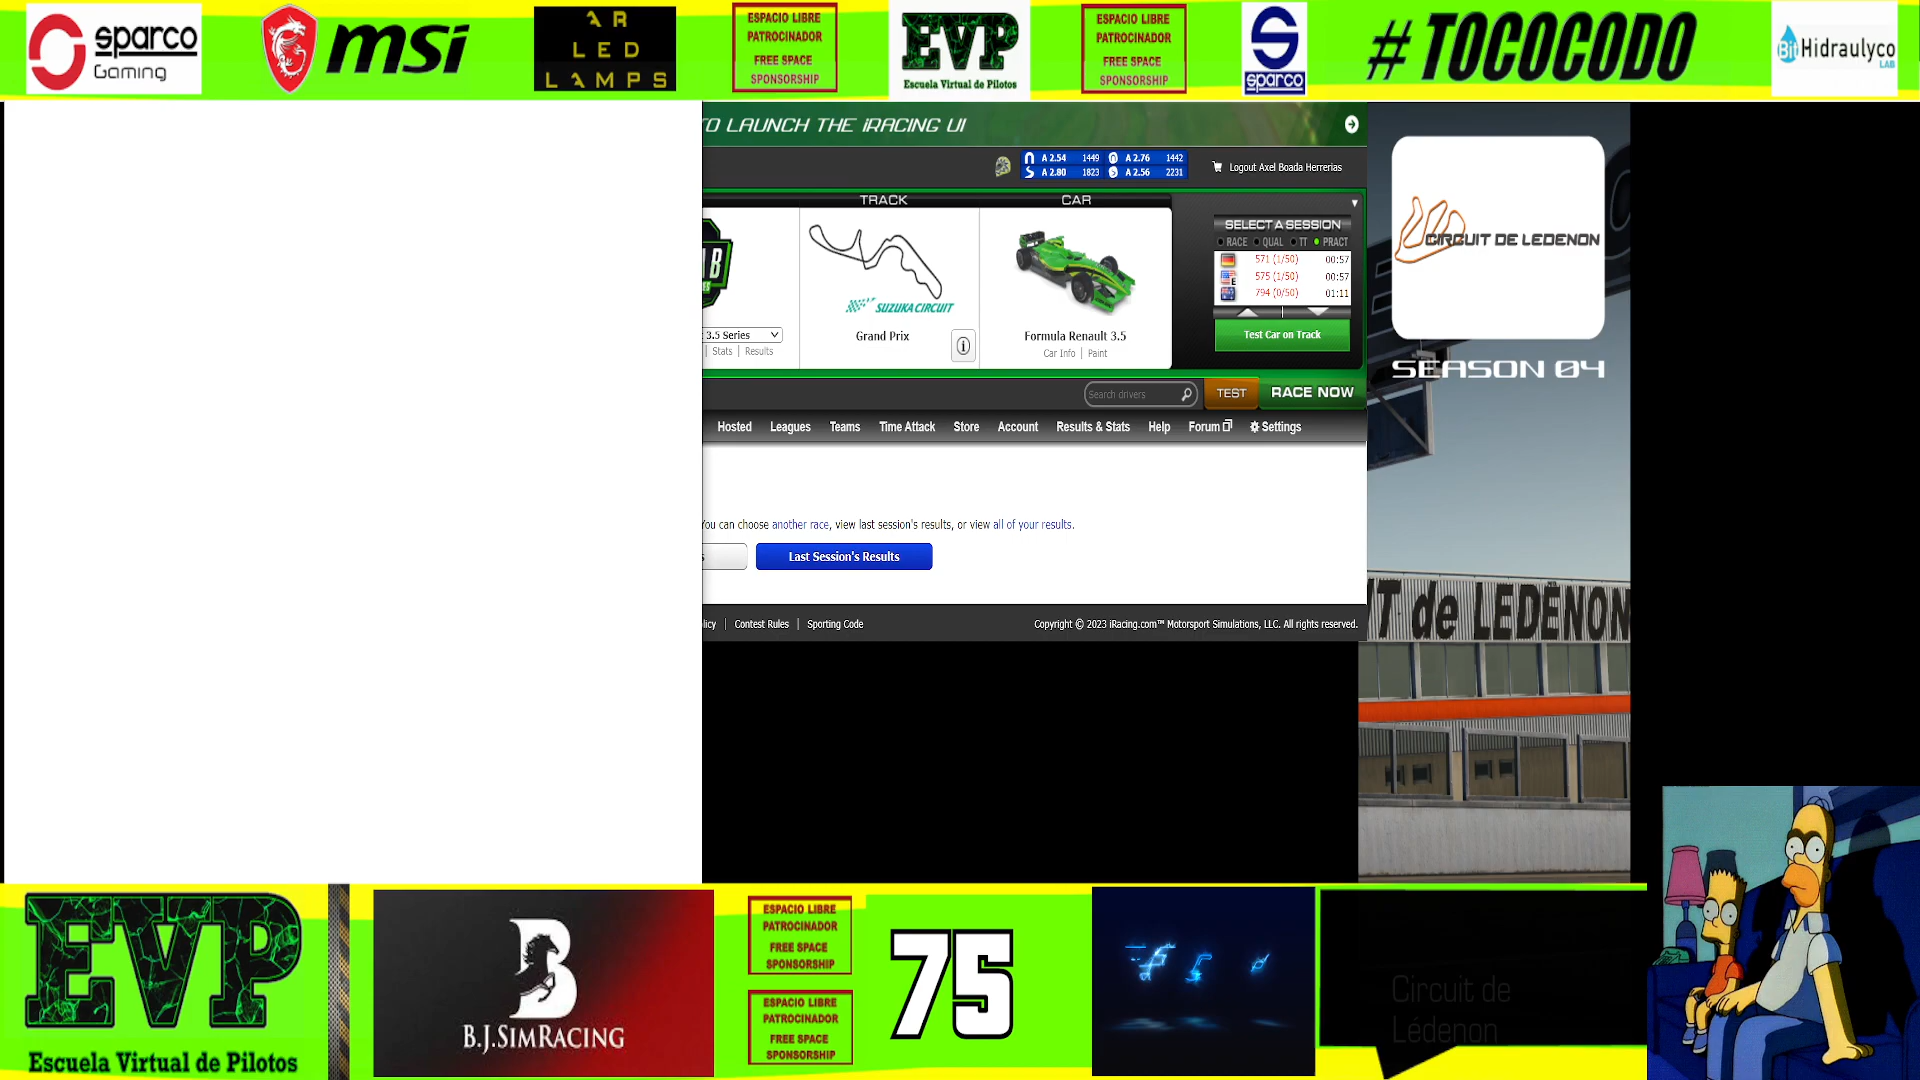 sparco
Gaming
msi
AR
LED
LAMPS
ESPACIO LIBRE
PATROCINADOR
FREE SPACE
SPONSORSHIP
EVP
Escuela Virtual de Pilotos
ESPACIO LIBRE
PATROCINADOR
FREE SPACE
SPONSORSHIP
S
sparco
# TOCOCODO
Bit Hidraulyco
LAB
TO LAUNCH THE iRACING UI
A 2.54 1449 A 2.76 1442
A 2.80 1823 A 2.56 2231
Logout Axel Boada Herrerias
TRACK
CAR
SUZUKA CIRCUIT
Grand Prix
3.5 Series
Stats | Results
Formula Renault 3.5
Car Info | Paint
SELECT A SESSION
RACE QUAL TT PRACT
571 (1/50) 00:57
575 (1/50) 00:57
794 (0/50) 01:11
Test Car on Track
CIRCUIT DE LEDENON
SEASON 04
Search drivers
TEST
RACE NOW
Hosted Leagues Teams Time Attack Store Account Results & Stats Help Forum Settings
You can choose another race, view last session's results, or view all of your results.
Last Session's Results
licy | Contest Rules | Sporting Code
Copyright © 2023 iRacing.com™ Motorsport Simulations, LLC. All rights reserved.
IT de LEDENON
EVP
Escuela Virtual de Pilotos
B
B.J.SIMRACING
ESPACIO LIBRE
PATROCINADOR
FREE SPACE
SPONSORSHIP
ESPACIO LIBRE
PATROCINADOR
FREE SPACE
SPONSORSHIP
75
Circuit de
Lédenon